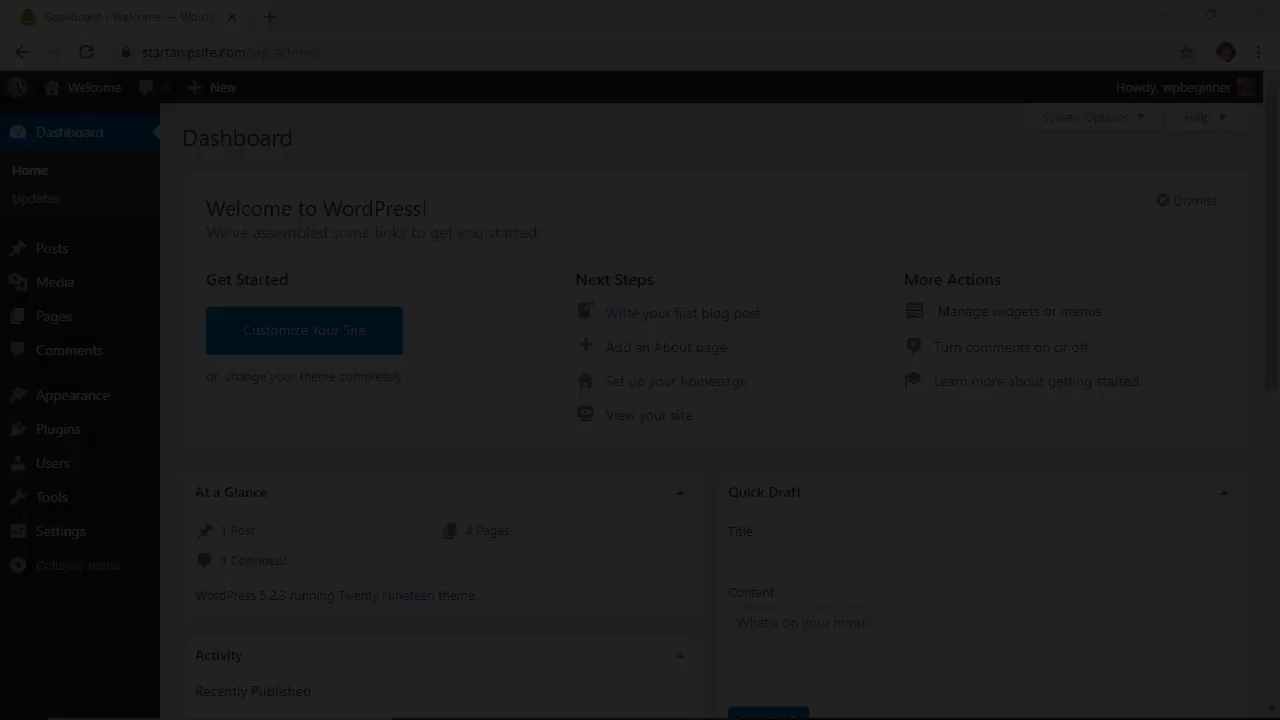 Dashboard ‹ Welcome — Word
startawpsite.com/wp-admin/
Welcome 0 New
Howdy, wpbeginner
Dashboard
Home
Updates
Posts
Media
Pages
Comments
Appearance
Plugins
Users
Tools
Settings
Collapse menu
Screen Options Help
Dashboard
Welcome to WordPress!
Dismiss
We've assembled some links to get you started:
Get Started
Customize Your Site
or, change your theme completely
Next Steps
Write your first blog post
Add an About page
Set up your homepage
View your site
More Actions
Manage widgets or menus
Turn comments on or off
Learn more about getting started
At a Glance
1 Post
4 Pages
1 Comment
WordPress 5.2.3 running Twenty Nineteen theme.
Activity
Recently Published
Quick Draft
Title
Content
What's on your mind?